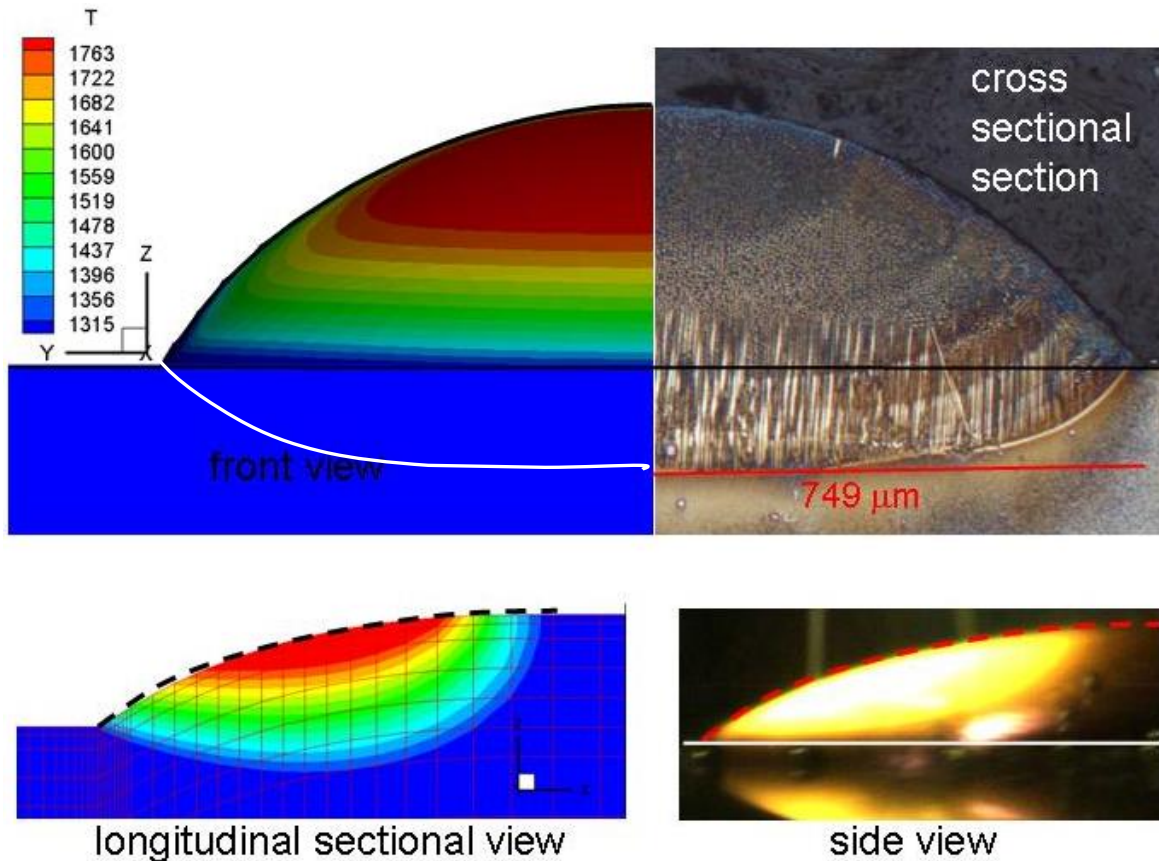 T
1763
1722
1682
1641
1600
1559
1519
1478
1437
1396
1356
1315
Z
Y
X
cross
sectional
section
front view
749 μm
longitudinal sectional view
side view